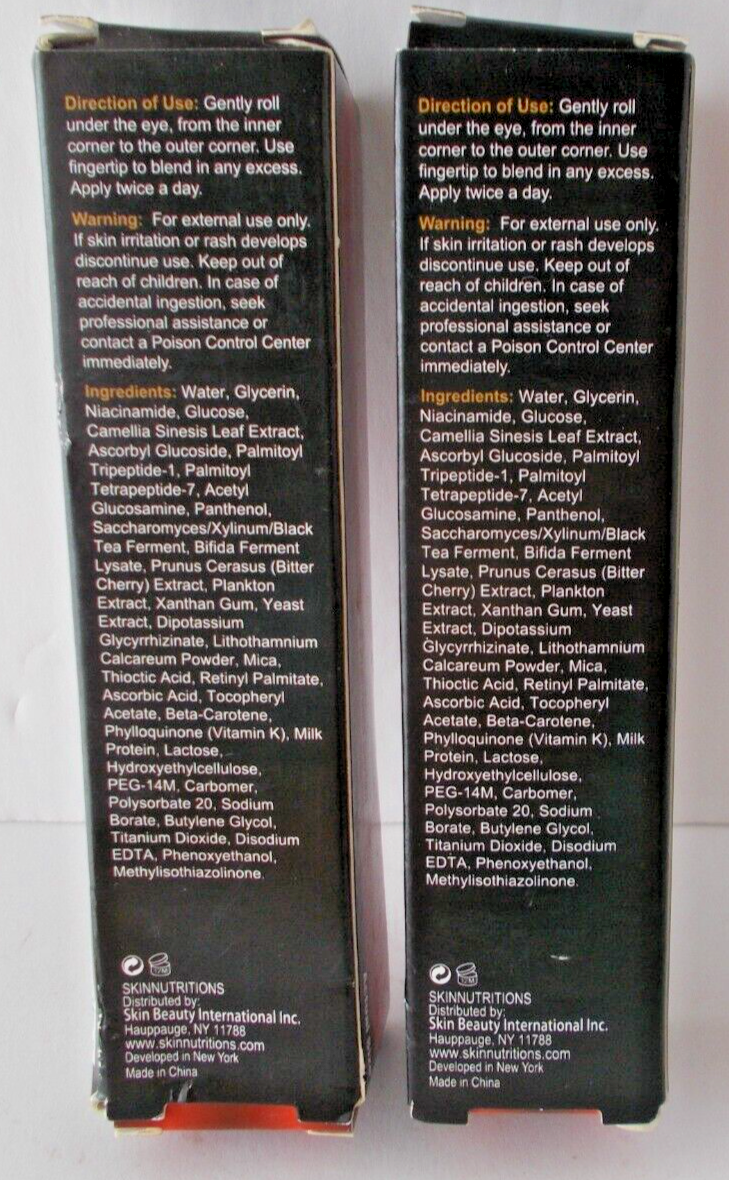 Direction of Use: Gently roll
under the eye, from the inner
corner to the outer corner. Use
fingertip to blend in any excess.
Apply twice a day.
Warning: For external use only.
If skin irritation or rash develops
discontinue use. Keep out of
reach of children. In case of
accidental ingestion, seek
professional assistance or
contact a Poison Control Center
immediately.
Ingredients: Water, Glycerin,
Niacinamide, Glucose,
Camellia Sinesis Leaf Extract,
Ascorbyl Glucoside, Palmitoyl
Tripeptide-1, Palmitoyl
Tetrapeptide-7, Acetyl
Glucosamine, Panthenol,
Saccharomyces/Xylinum/Black
Tea Ferment, Bifida Ferment
Lysate, Prunus Cerasus (Bitter
Cherry) Extract, Plankton
Extract, Xanthan Gum, Yeast
Extract, Dipotassium
Glycyrrhizinate, Lithothamnium
Calcareum Powder, Mica,
Thioctic Acid, Retinyl Palmitate,
Ascorbic Acid, Tocopheryl
Acetate, Beta-Carotene,
Phylloquinone (Vitamin K), Milk
Protein, Lactose,
Hydroxyethylcellulose,
PEG-14M, Carbomer,
Polysorbate 20, Sodium
Borate, Butylene Glycol,
Titanium Dioxide, Disodium
EDTA, Phenoxyethanol,
Methylisothiazolinone.
12M
SKINNUTRITIONS
Distributed by:
Skin Beauty International Inc.
Hauppauge, NY 11788
www.skinnutritions.com
Developed in New York
Made in China
Direction of Use: Gently roll
under the eye, from the inner
corner to the outer corner. Use
fingertip to blend in any excess.
Apply twice a day.
Warning: For external use only.
If skin irritation or rash develops
discontinue use. Keep out of
reach of children. In case of
accidental ingestion, seek
professional assistance or
contact a Poison Control Center
immediately.
Ingredients: Water, Glycerin,
Niacinamide, Glucose,
Camellia Sinesis Leaf Extract,
Ascorbyl Glucoside, Palmitoyl
Tripeptide-1, Palmitoyl
Tetrapeptide-7, Acetyl
Glucosamine, Panthenol,
Saccharomyces/Xylinum/Black
Tea Ferment, Bifida Ferment
Lysate, Prunus Cerasus (Bitter
Cherry) Extract, Plankton
Extract, Xanthan Gum, Yeast
Extract, Dipotassium
Glycyrrhizinate, Lithothamnium
Calcareum Powder, Mica,
Thioctic Acid, Retinyl Palmitate,
Ascorbic Acid, Tocopheryl
Acetate, Beta-Carotene,
Phylloquinone (Vitamin K), Milk
Protein, Lactose,
Hydroxyethylcellulose,
PEG-14M, Carbomer,
Polysorbate 20, Sodium
Borate, Butylene Glycol,
Titanium Dioxide, Disodium
EDTA, Phenoxyethanol,
Methylisothiazolinone.
12M
SKINNUTRITIONS
Distributed by:
Skin Beauty International Inc.
Hauppauge, NY 11788
www.skinnutritions.com
Developed in New York
Made in China